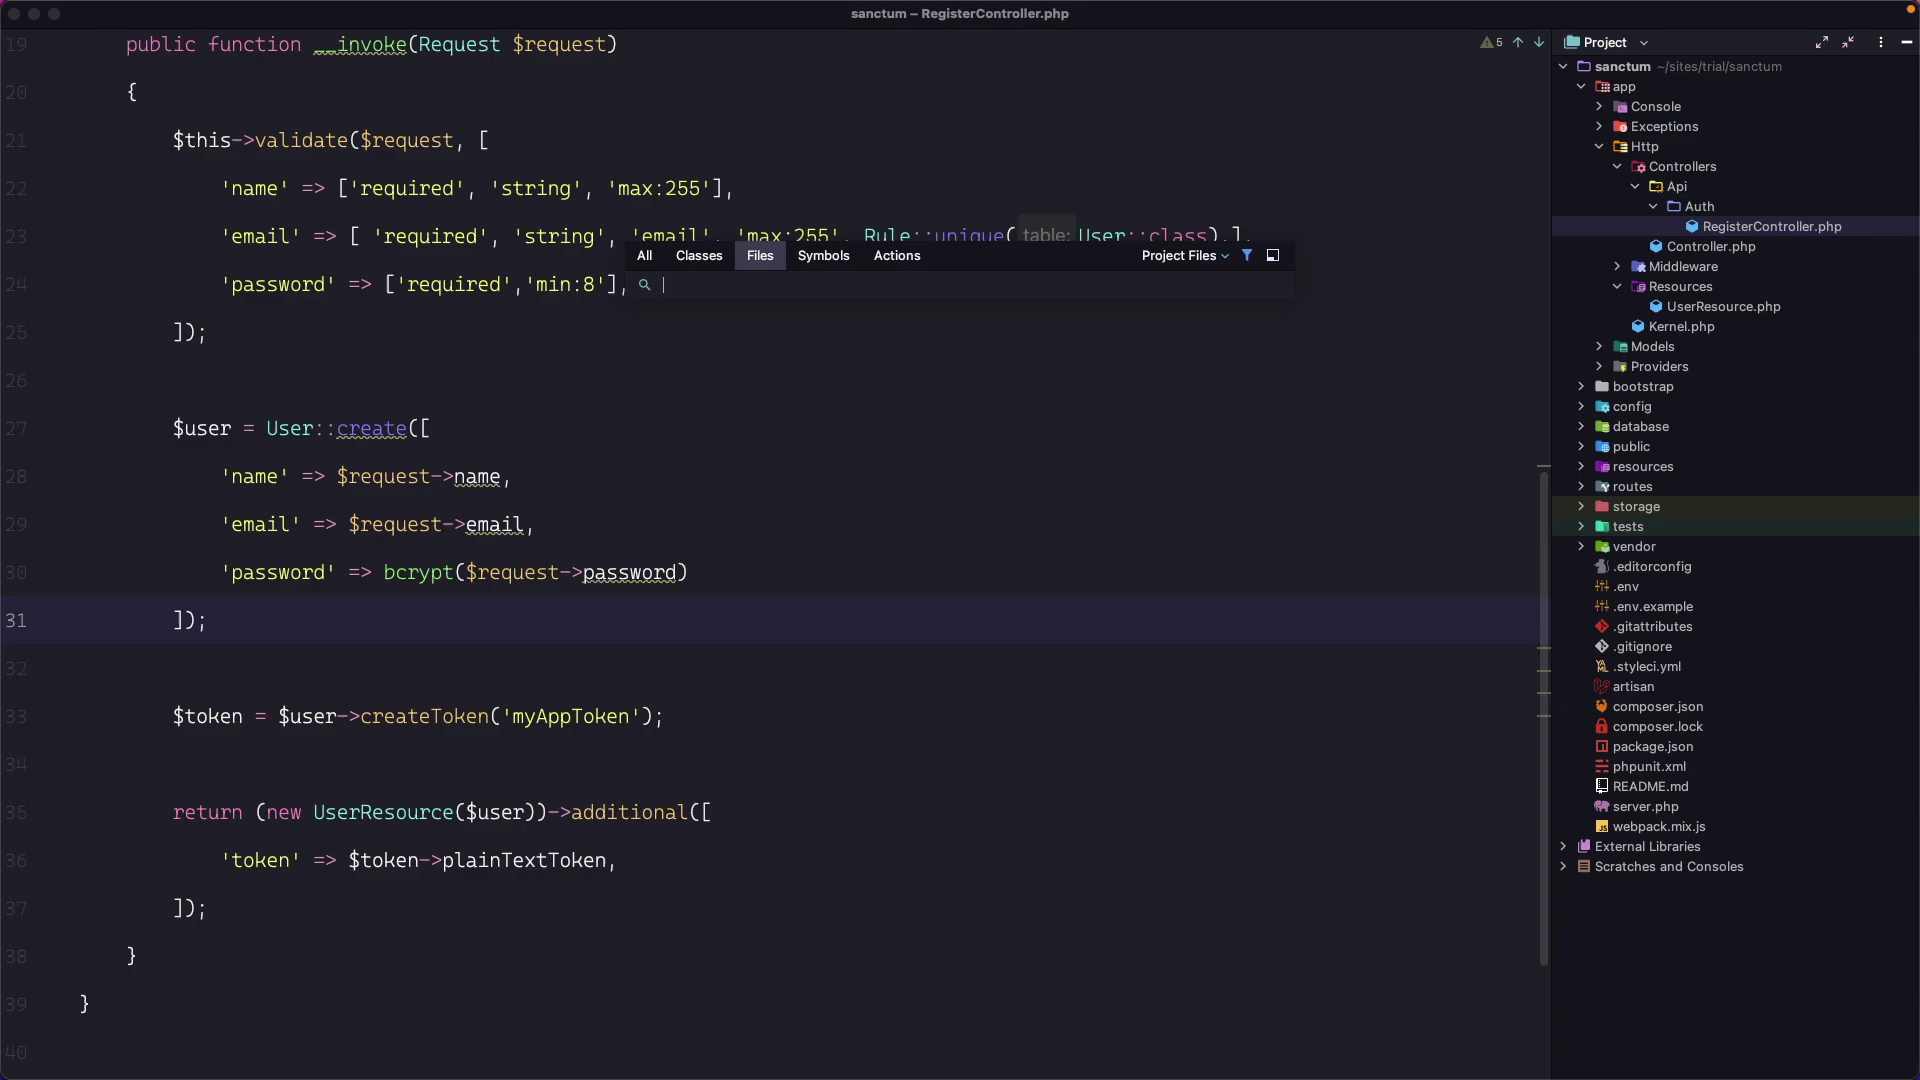 sanctum – RegisterController.php
19 public function __invoke(Request $request)
20 {
21 $this->validate($request, [
22 'name' => ['required', 'string', 'max:255'],
23 'email' => [ 'required', 'string', 'email', 'max:255', Rule::unique( table: User::class),],
24 'password' => ['required','min:8'],
25 ]);
26
27 $user = User::create([
28 'name' => $request->name,
29 'email' => $request->email,
30 'password' => bcrypt($request->password)
31 ]);
32
33 $token = $user->createToken('myAppToken');
34
35 return (new UserResource($user))->additional([
36 'token' => $token->plainTextToken,
37 ]);
38 }
39 }
40
5
All Classes Files Symbols Actions Project Files
Project
sanctum ~/sites/trial/sanctum
app
Console
Exceptions
Http
Controllers
Api
Auth
RegisterController.php
Controller.php
Middleware
Resources
UserResource.php
Kernel.php
Models
Providers
bootstrap
config
database
public
resources
routes
storage
tests
vendor
.editorconfig
.env
.env.example
.gitattributes
.gitignore
.styleci.yml
artisan
composer.json
composer.lock
package.json
phpunit.xml
README.md
server.php
webpack.mix.js
External Libraries
Scratches and Consoles